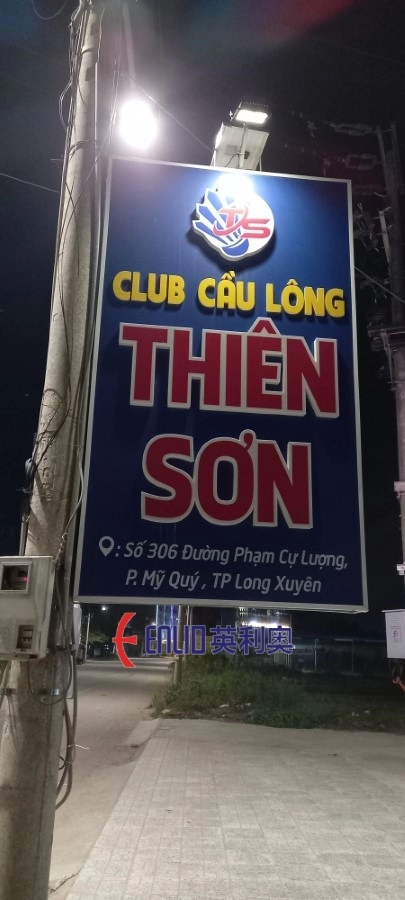 TS
CLUB CẦU LÔNG
THIÊN
SƠN
: Số 306 Đường Phạm Cự Lượng,
P. Mỹ Quý , TP Long Xuyên
ENLIO 英利奥